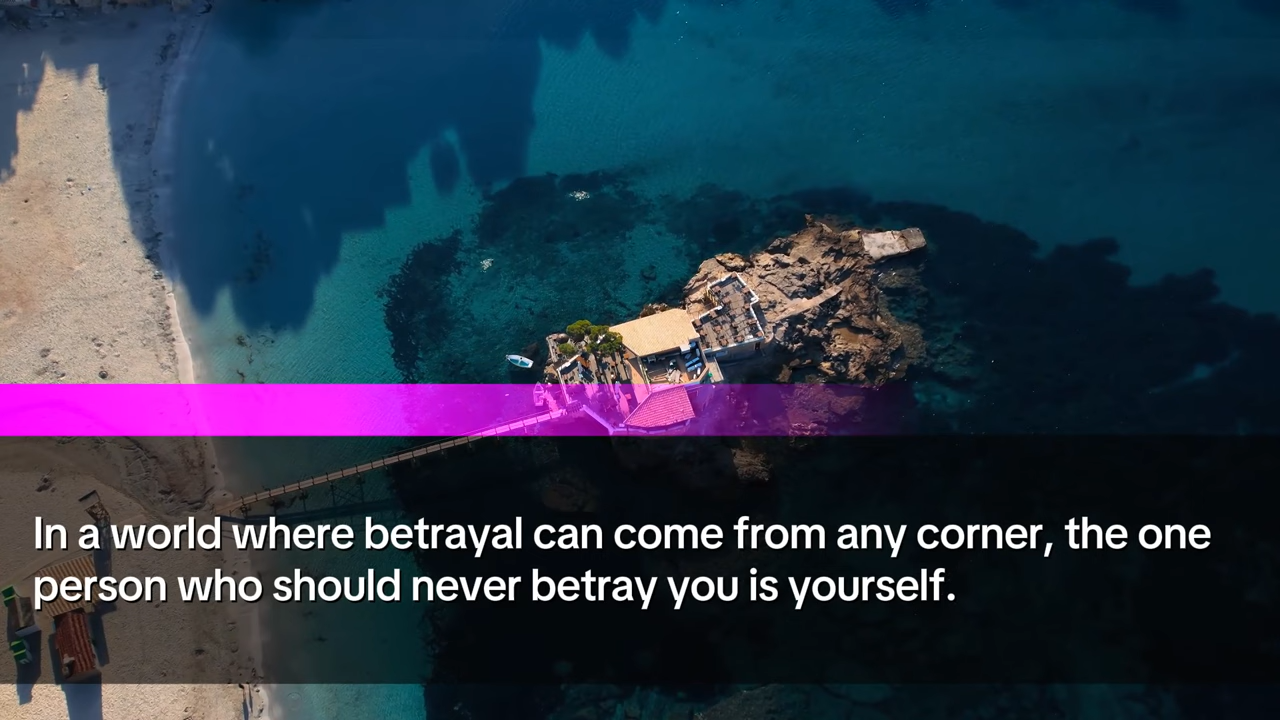 In a world where betrayal can come from any corner, the one
person who should never betray you is yourself.